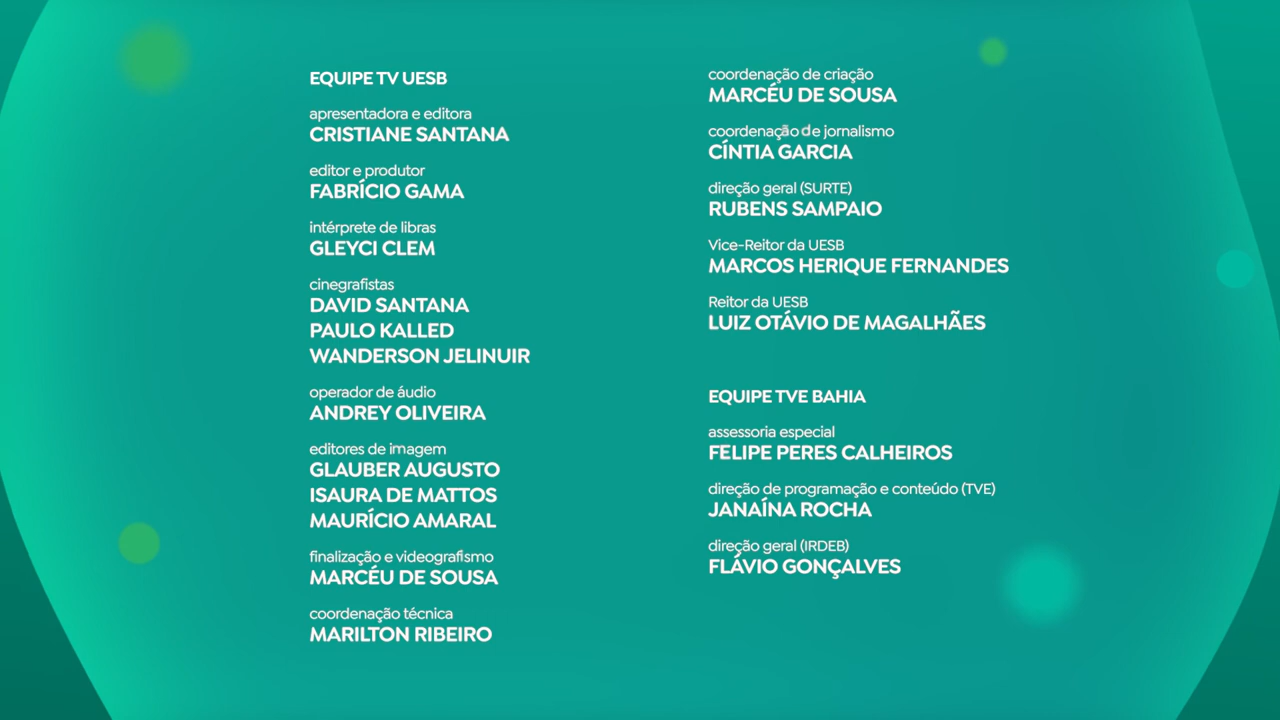 EQUIPE TV UESB
apresentadora e editora
CRISTIANE SANTANA
editor e produtor
FABRÍCIO GAMA
intérprete de libras
GLEYCI CLEM
cinegrafistas
DAVID SANTANA
PAULO KALLED
WANDERSON JELINUIR
operador de áudio
ANDREY OLIVEIRA
editores de imagem
GLAUBER AUGUSTO
ISAURA DE MATTOS
MAURÍCIO AMARAL
finalização e videografismo
MARCÉU DE SOUSA
coordenação técnica
MARILTON RIBEIRO
coordenação de criação
MARCÉU DE SOUSA
coordenação de jornalismo
CÍNTIA GARCIA
direção geral (SURTE)
RUBENS SAMPAIO
Vice-Reitor da UESB
MARCOS HERIQUE FERNANDES
Reitor da UESB
LUIZ OTÁVIO DE MAGALHÃES
EQUIPE TVE BAHIA
assessoria especial
FELIPE PERES CALHEIROS
direção de programação e conteúdo (TVE)
JANAÍNA ROCHA
direção geral (IRDEB)
FLÁVIO GONÇALVES